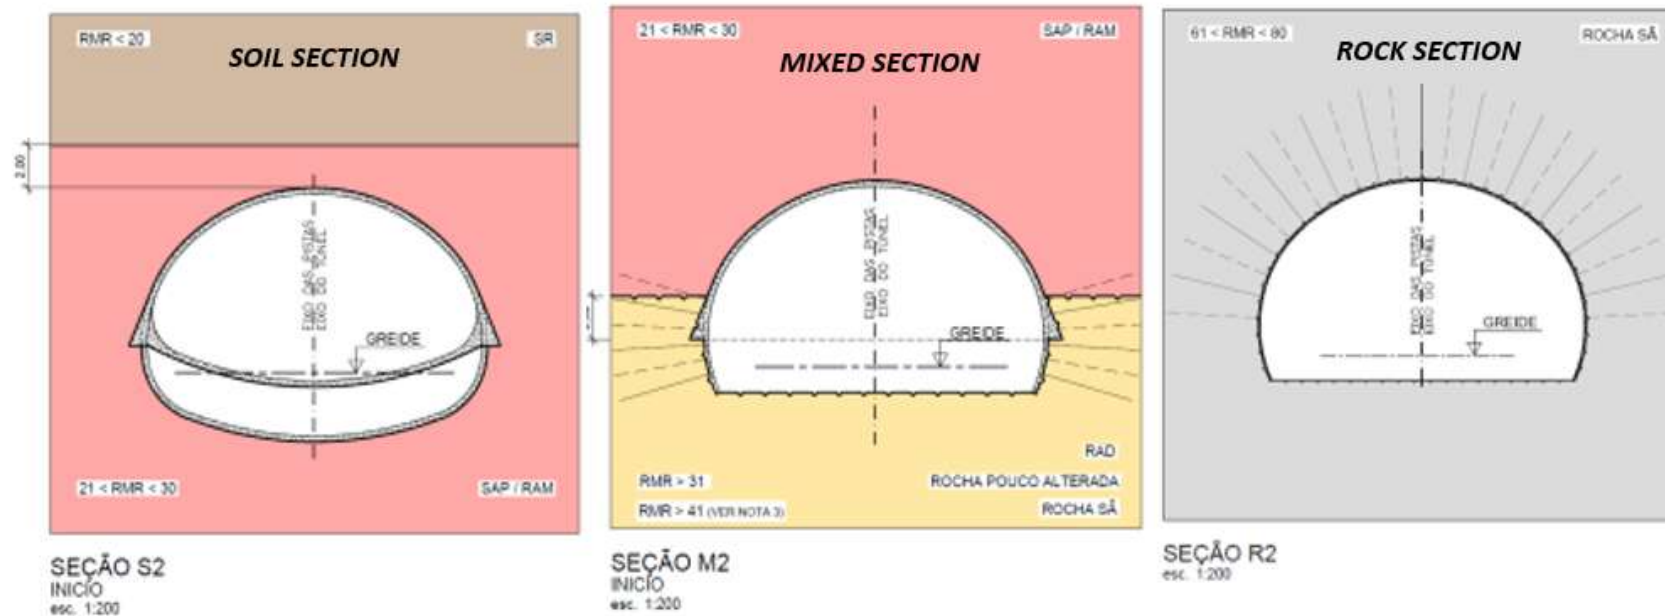 RMR < 20
SR
SOIL SECTION
2.00
EIXO DAS PISTAS
EIXO DO TÚNEL
GREIDE
21 < RMR < 30
SAP / RAM
SEÇÃO S2
INICIO
esc. 1:200
21 < RMR < 30
SAP / RAM
MIXED SECTION
EIXO DAS PISTAS
EIXO DO TÚNEL
GREIDE
RAD
RMR > 31
ROCHA POUCO ALTERADA
RMR > 41 (VER NOTA 3)
ROCHA SÃ
SEÇÃO M2
INICIO
esc. 1:200
61 < RMR < 80
ROCHA SÃ
ROCK SECTION
EIXO DAS PISTAS
EIXO DO TÚNEL
GREIDE
SEÇÃO R2
esc. 1:200